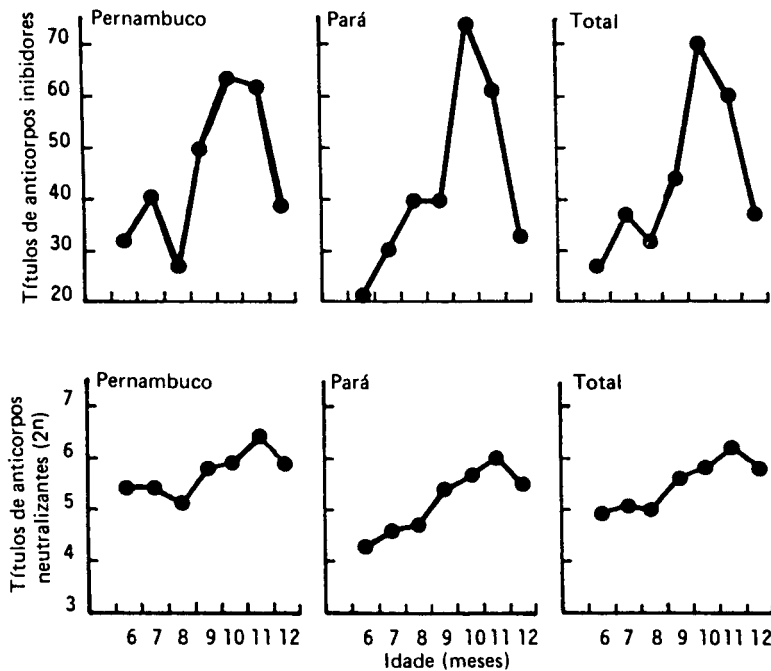 Pernambuco
Pará
Total
Títulos de anticorpos inibidores
70
60
50
40
30
20
Pernambuco
Pará
Total
Títulos de anticorpos
neutralizantes (2n)
7
6
5
4
3
6 7 8 9 10 11 12
6 7 8 9 10 11 12
6 7 8 9 10 11 12
Idade (meses)